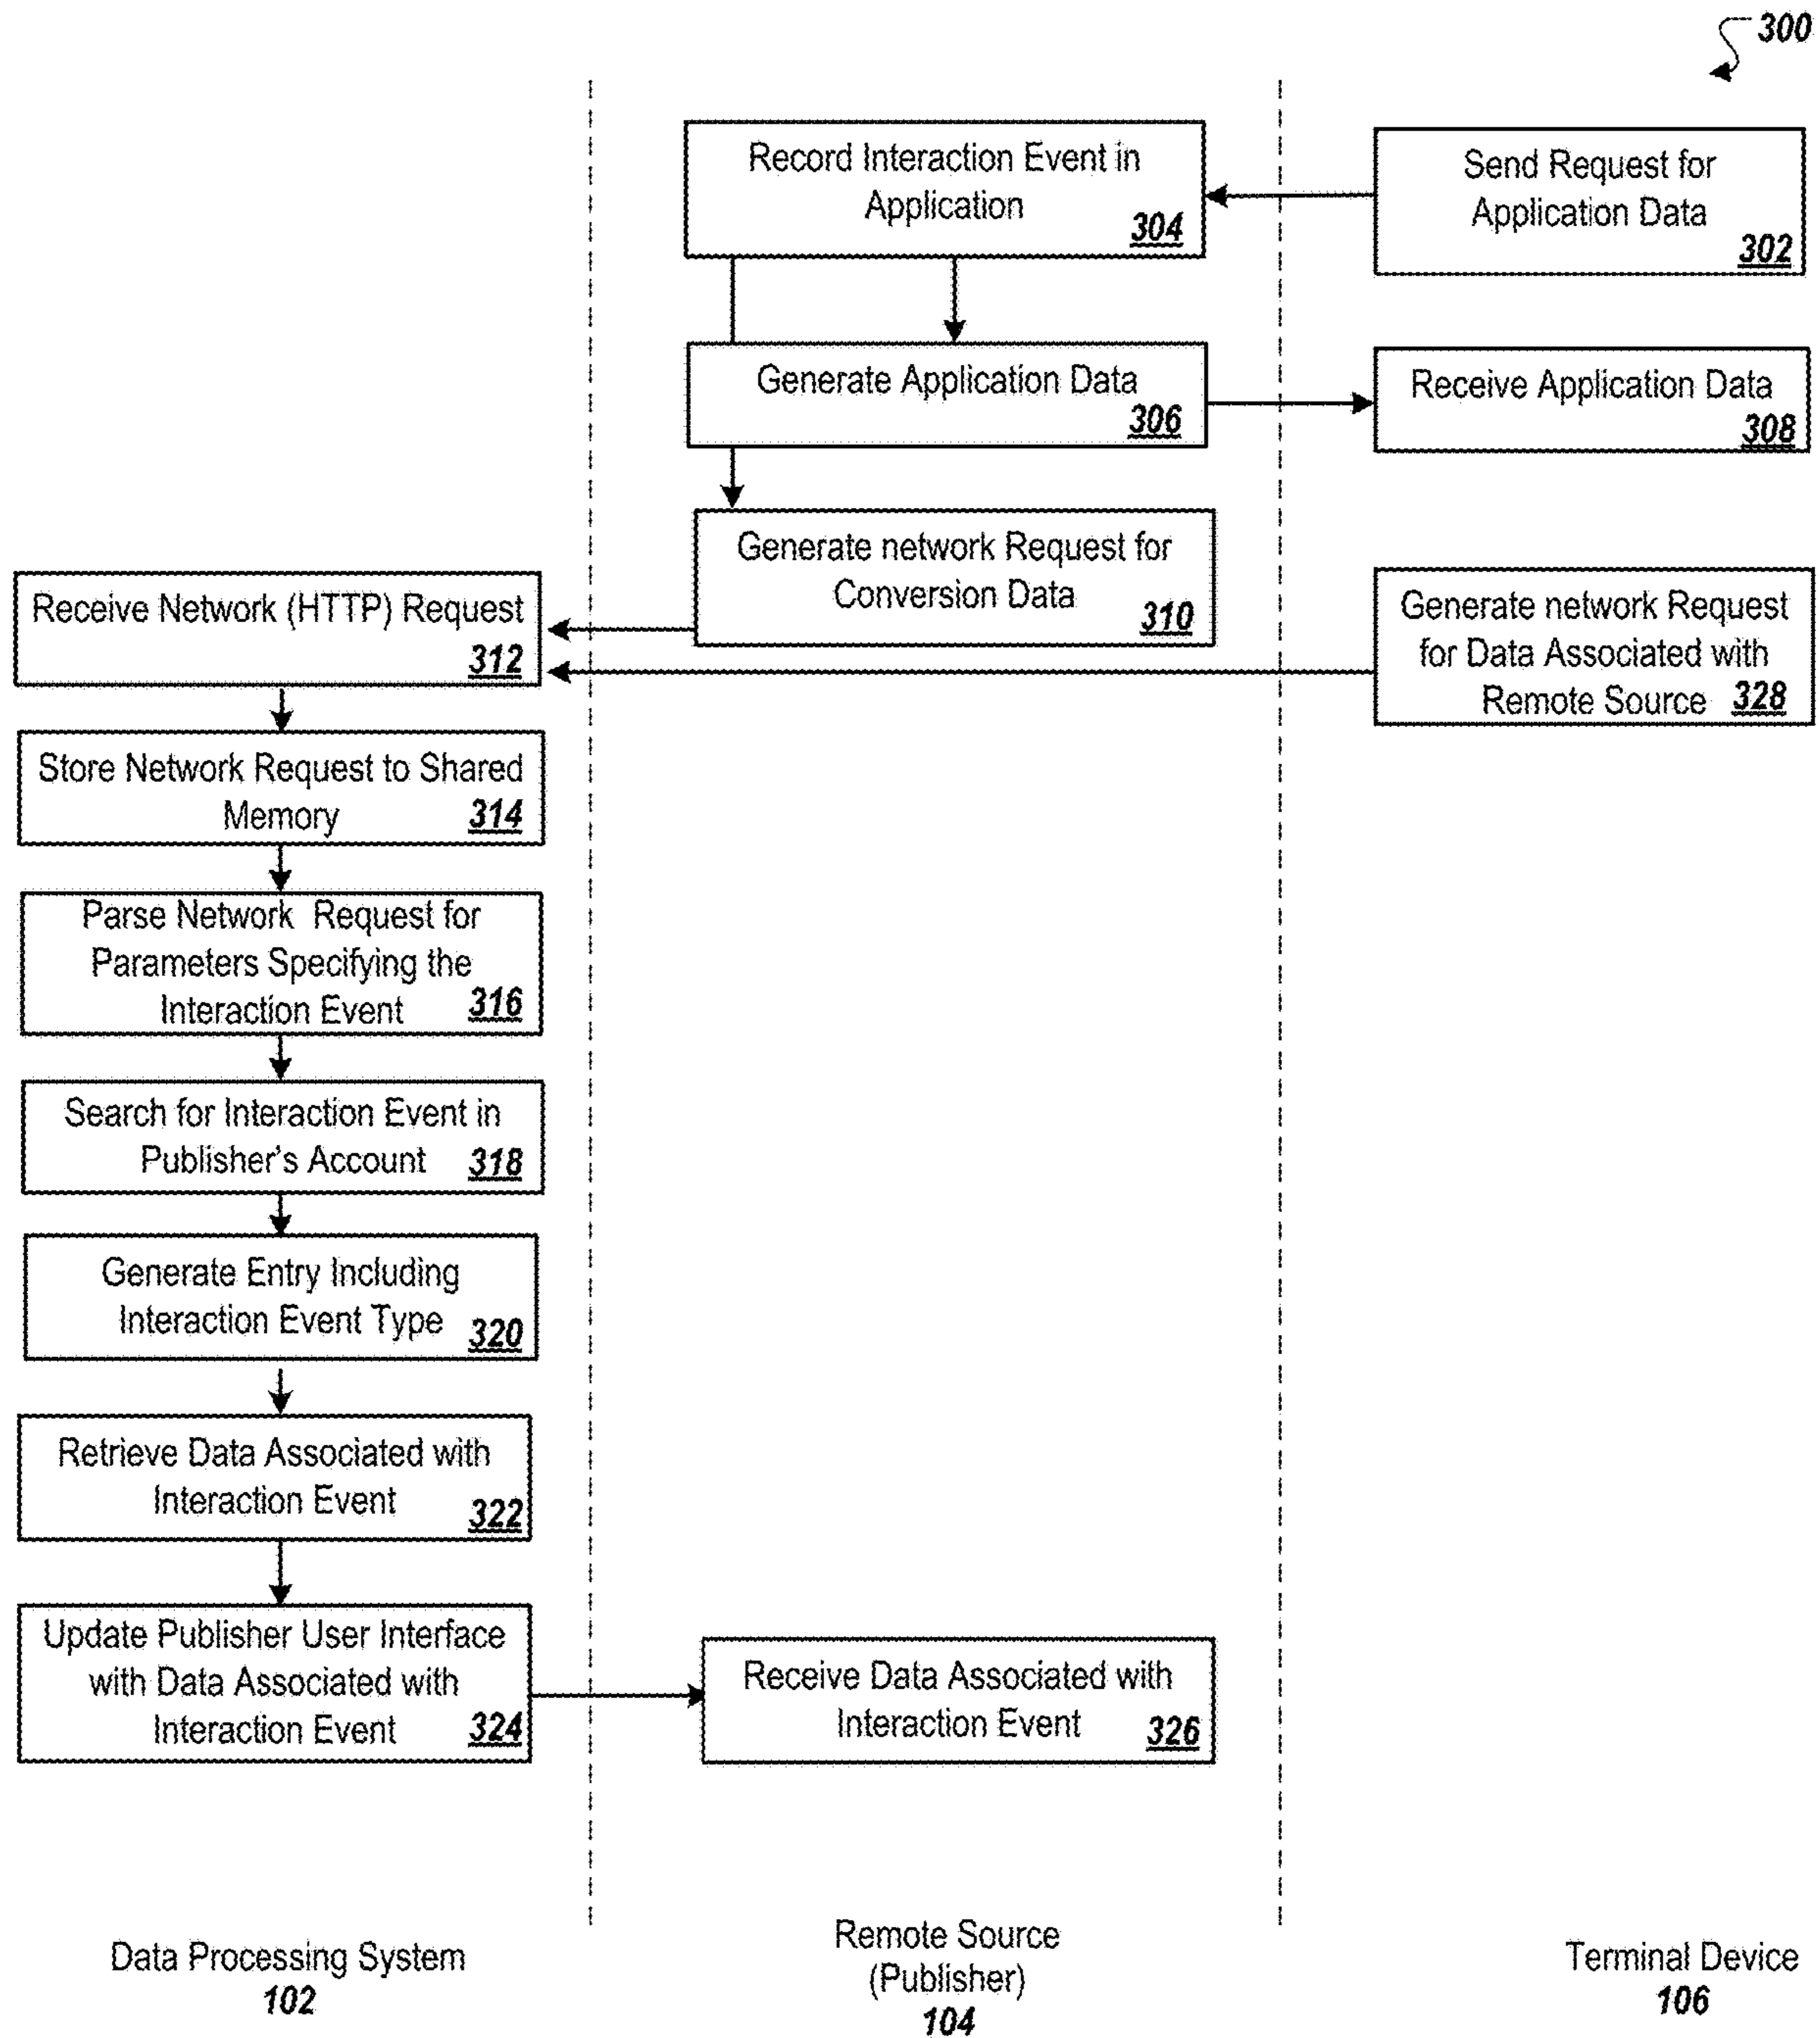 300
Record Interaction Event in
Application
304
Send Request for
Application Data
302
Generate Application Data
306
Receive Application Data
308
Generate network Request for
Conversion Data
310
Receive Network (HTTP) Request
312
Generate network Request
for Data Associated with
Remote Source 328
Store Network Request to Shared
Memory
314
Parse Network Request for
Parameters Specifying the
Interaction Event
316
Search for Interaction Event in
Publisher's Account
318
Generate Entry Including
Interaction Event Type
320
Retrieve Data Associated with
Interaction Event
322
Update Publisher User Interface
with Data Associated with
Interaction Event
324
Receive Data Associated with
Interaction Event
326
Data Processing System
102
Remote Source
(Publisher)
104
Terminal Device
106